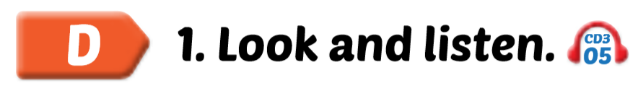 D 1. Look and listen. CD3 05